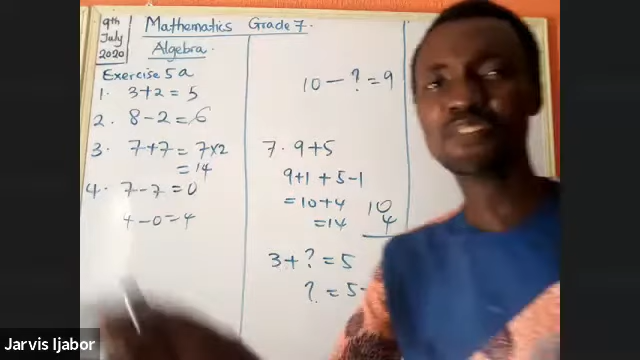 9th
July
2020
Mathematics Grade 7
Algebra.
Exercise 5a
1. 3+2 = 5
2. 8-2 = 6
3. 7+7 = 7x2
= 14
4. 7-7 = 0
4-0=4
10 - ? = 9
7. 9+5
9+1 + 5-1
= 10+4
= 14
10
4
3+? = 5
? = 5-
Jarvis Ijabor